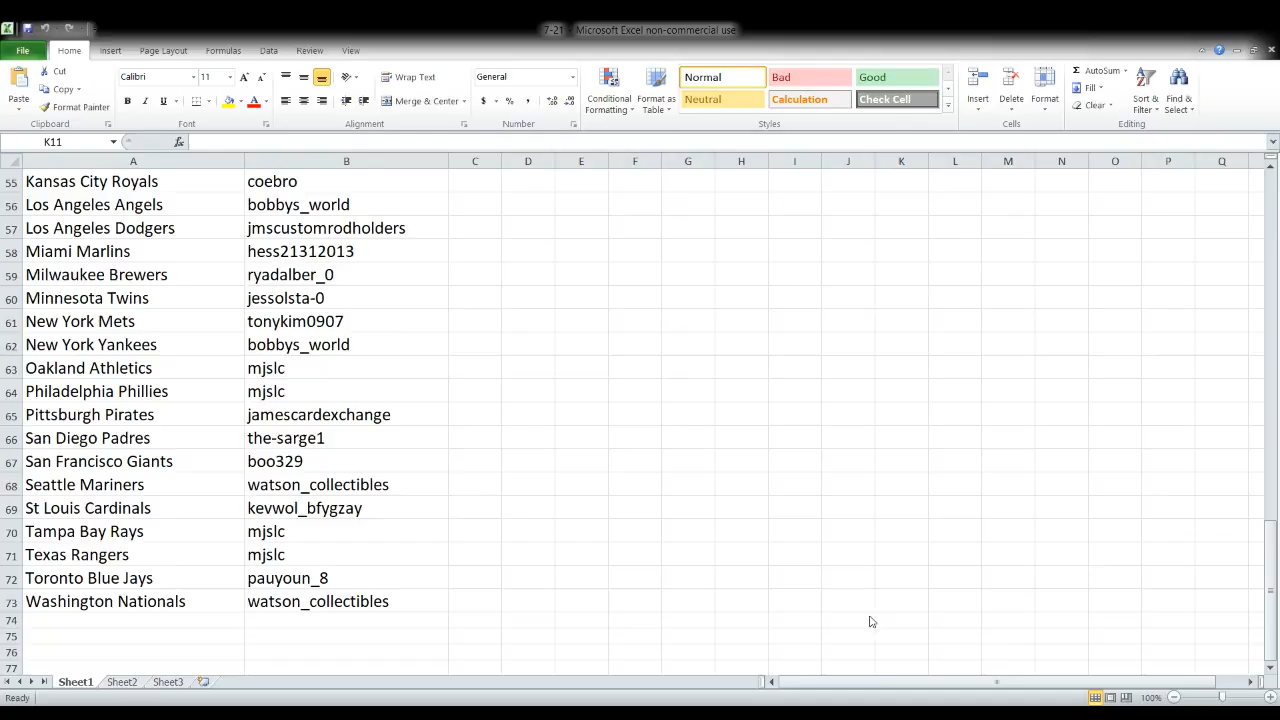 7-21 - Microsoft Excel non-commercial use
File Home Insert Page Layout Formulas Data Review View
Paste
Cut
Copy
Format Painter
Clipboard
Calibri 11
B I U
Font
Wrap Text
Merge & Center
Alignment
General
$ % ,
Number
Conditional Formatting
Format as Table
Normal Bad Good
Neutral Calculation Check Cell
Styles
Insert Delete Format
Cells
AutoSum
Fill
Clear
Sort & Filter
Find & Select
Editing
K11 fx
A B C D E F G H I J K L M N O P Q
55 Kansas City Royals coebro
56 Los Angeles Angels bobbys_world
57 Los Angeles Dodgers jmscustomrodholders
58 Miami Marlins hess21312013
59 Milwaukee Brewers ryadalber_0
60 Minnesota Twins jessolsta-0
61 New York Mets tonykim0907
62 New York Yankees bobbys_world
63 Oakland Athletics mjslc
64 Philadelphia Phillies mjslc
65 Pittsburgh Pirates jamescardexchange
66 San Diego Padres the-sarge1
67 San Francisco Giants boo329
68 Seattle Mariners watson_collectibles
69 St Louis Cardinals kevwol_bfygzay
70 Tampa Bay Rays mjslc
71 Texas Rangers mjslc
72 Toronto Blue Jays pauyoun_8
73 Washington Nationals watson_collectibles
74
75
76
77
Sheet1 Sheet2 Sheet3
Ready 100%